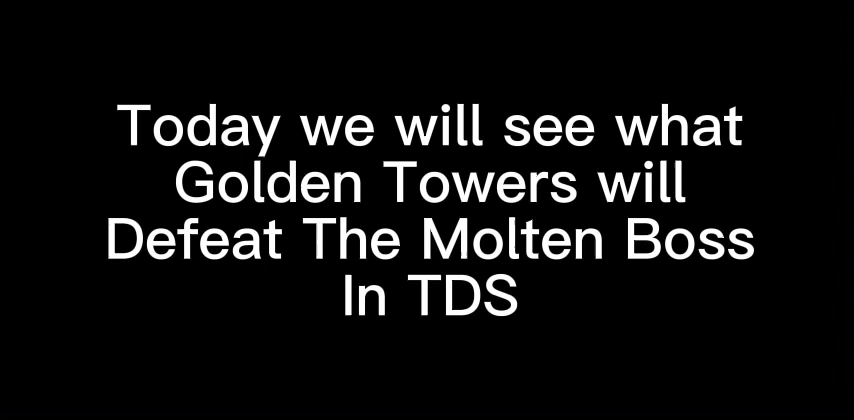 Today we will see what
Golden Towers will
Defeat The Molten Boss
In TDS